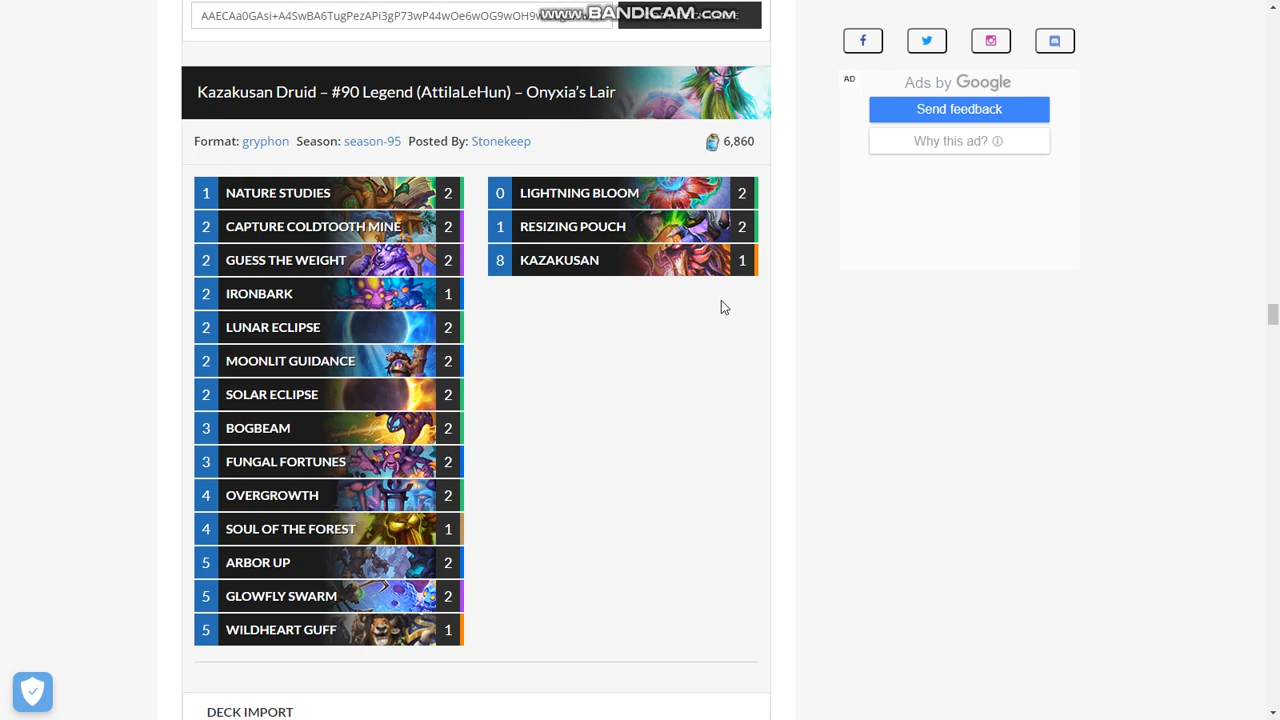 AAECAa0GAsi+A4SwBA6TugPezAPi3gP73wP44wOe6wOG9wOH9w
www.BANDICAM.com
Kazakusan Druid – #90 Legend (AttilaLeHun) – Onyxia's Lair
Format: gryphon Season: season-95 Posted By: Stonekeep 6,860
1 NATURE STUDIES 2
2 CAPTURE COLDTOOTH MINE 2
2 GUESS THE WEIGHT 2
2 IRONBARK 1
2 LUNAR ECLIPSE 2
2 MOONLIT GUIDANCE 2
2 SOLAR ECLIPSE 2
3 BOGBEAM 2
3 FUNGAL FORTUNES 2
4 OVERGROWTH 2
4 SOUL OF THE FOREST 1
5 ARBOR UP 2
5 GLOWFLY SWARM 2
5 WILDHEART GUFF 1
0 LIGHTNING BLOOM 2
1 RESIZING POUCH 2
8 KAZAKUSAN 1
DECK IMPORT
AD
Ads by Google
Send feedback
Why this ad?